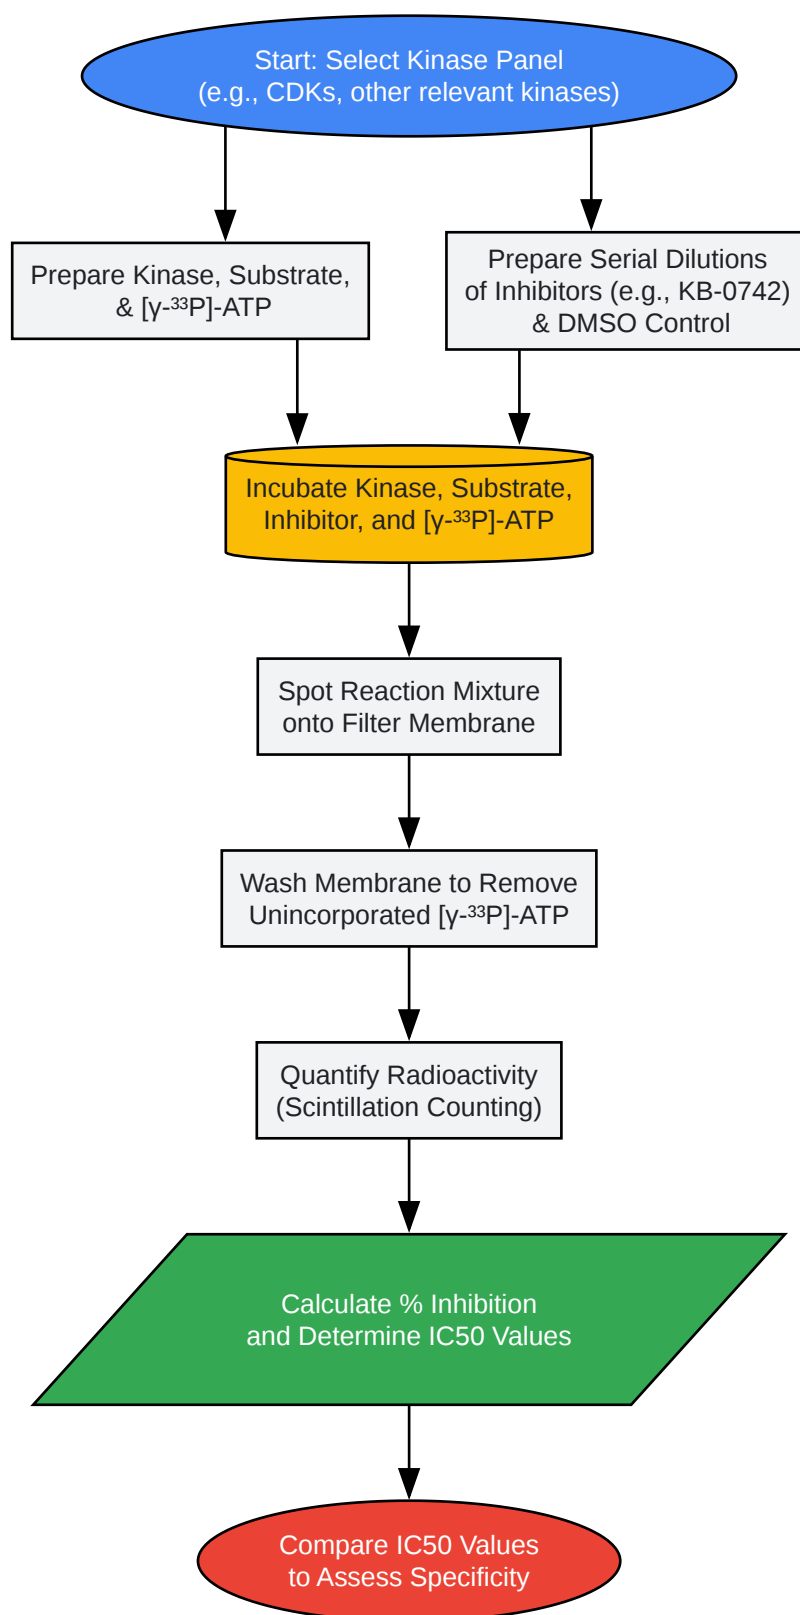 Start: Select Kinase Panel
(e.g., CDKs, other relevant kinases)
Prepare Kinase, Substrate,
& [γ-³³P]-ATP
Prepare Serial Dilutions
of Inhibitors (e.g., KB-0742)
& DMSO Control
Incubate Kinase, Substrate,
Inhibitor, and [γ-³³P]-ATP
Spot Reaction Mixture
onto Filter Membrane
Wash Membrane to Remove
Unincorporated [γ-³³P]-ATP
Quantify Radioactivity
(Scintillation Counting)
Calculate % Inhibition
and Determine IC50 Values
Compare IC50 Values
to Assess Specificity